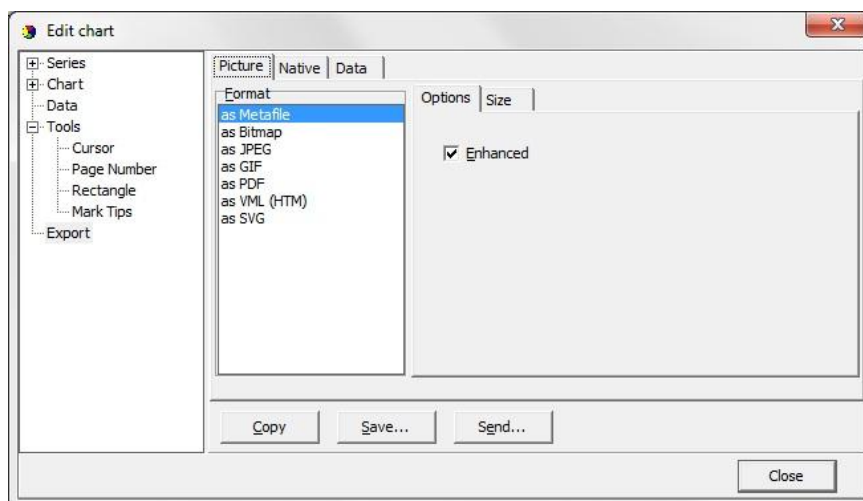 Edit chart
Series
Chart
Data
Tools
Cursor
Page Number
Rectangle
Mark Tips
Export
Picture Native Data
Format
as Metafile
as Bitmap
as JPEG
as GIF
as PDF
as VML (HTM)
as SVG
Options Size
Enhanced
Copy Save... Send...
Close